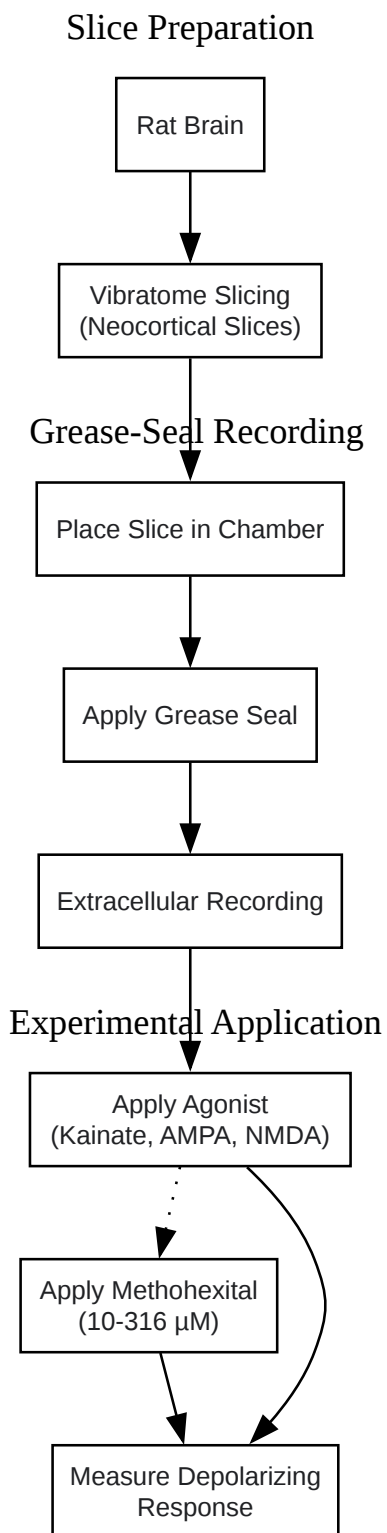 Slice Preparation
Rat Brain
Vibratome Slicing
(Neocortical Slices)
Grease-Seal Recording
Place Slice in Chamber
Apply Grease Seal
Extracellular Recording
Experimental Application
Apply Agonist
(Kainate, AMPA, NMDA)
Apply Methohexital
(10-316 µM)
Measure Depolarizing
Response